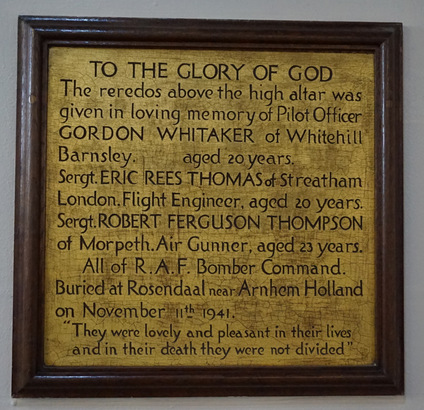 TO THE GLORY OF GOD
The reredos above the high altar was
given in loving memory of Pilot Officer
GORDON WHITAKER of Whitehill
Barnsley. aged 20 years.
Sergt. ERIC REES THOMAS of Streatham
London. Flight Engineer, aged 20 years.
Sergt. ROBERT FERGUSON THOMPSON
of Morpeth. Air Gunner, aged 23 years.
All of R.A.F. Bomber Command.
Buried at Rosendaal near Arnhem Holland
on November 11th 1941.
"They were lovely and pleasant in their lives
and in their death they were not divided"